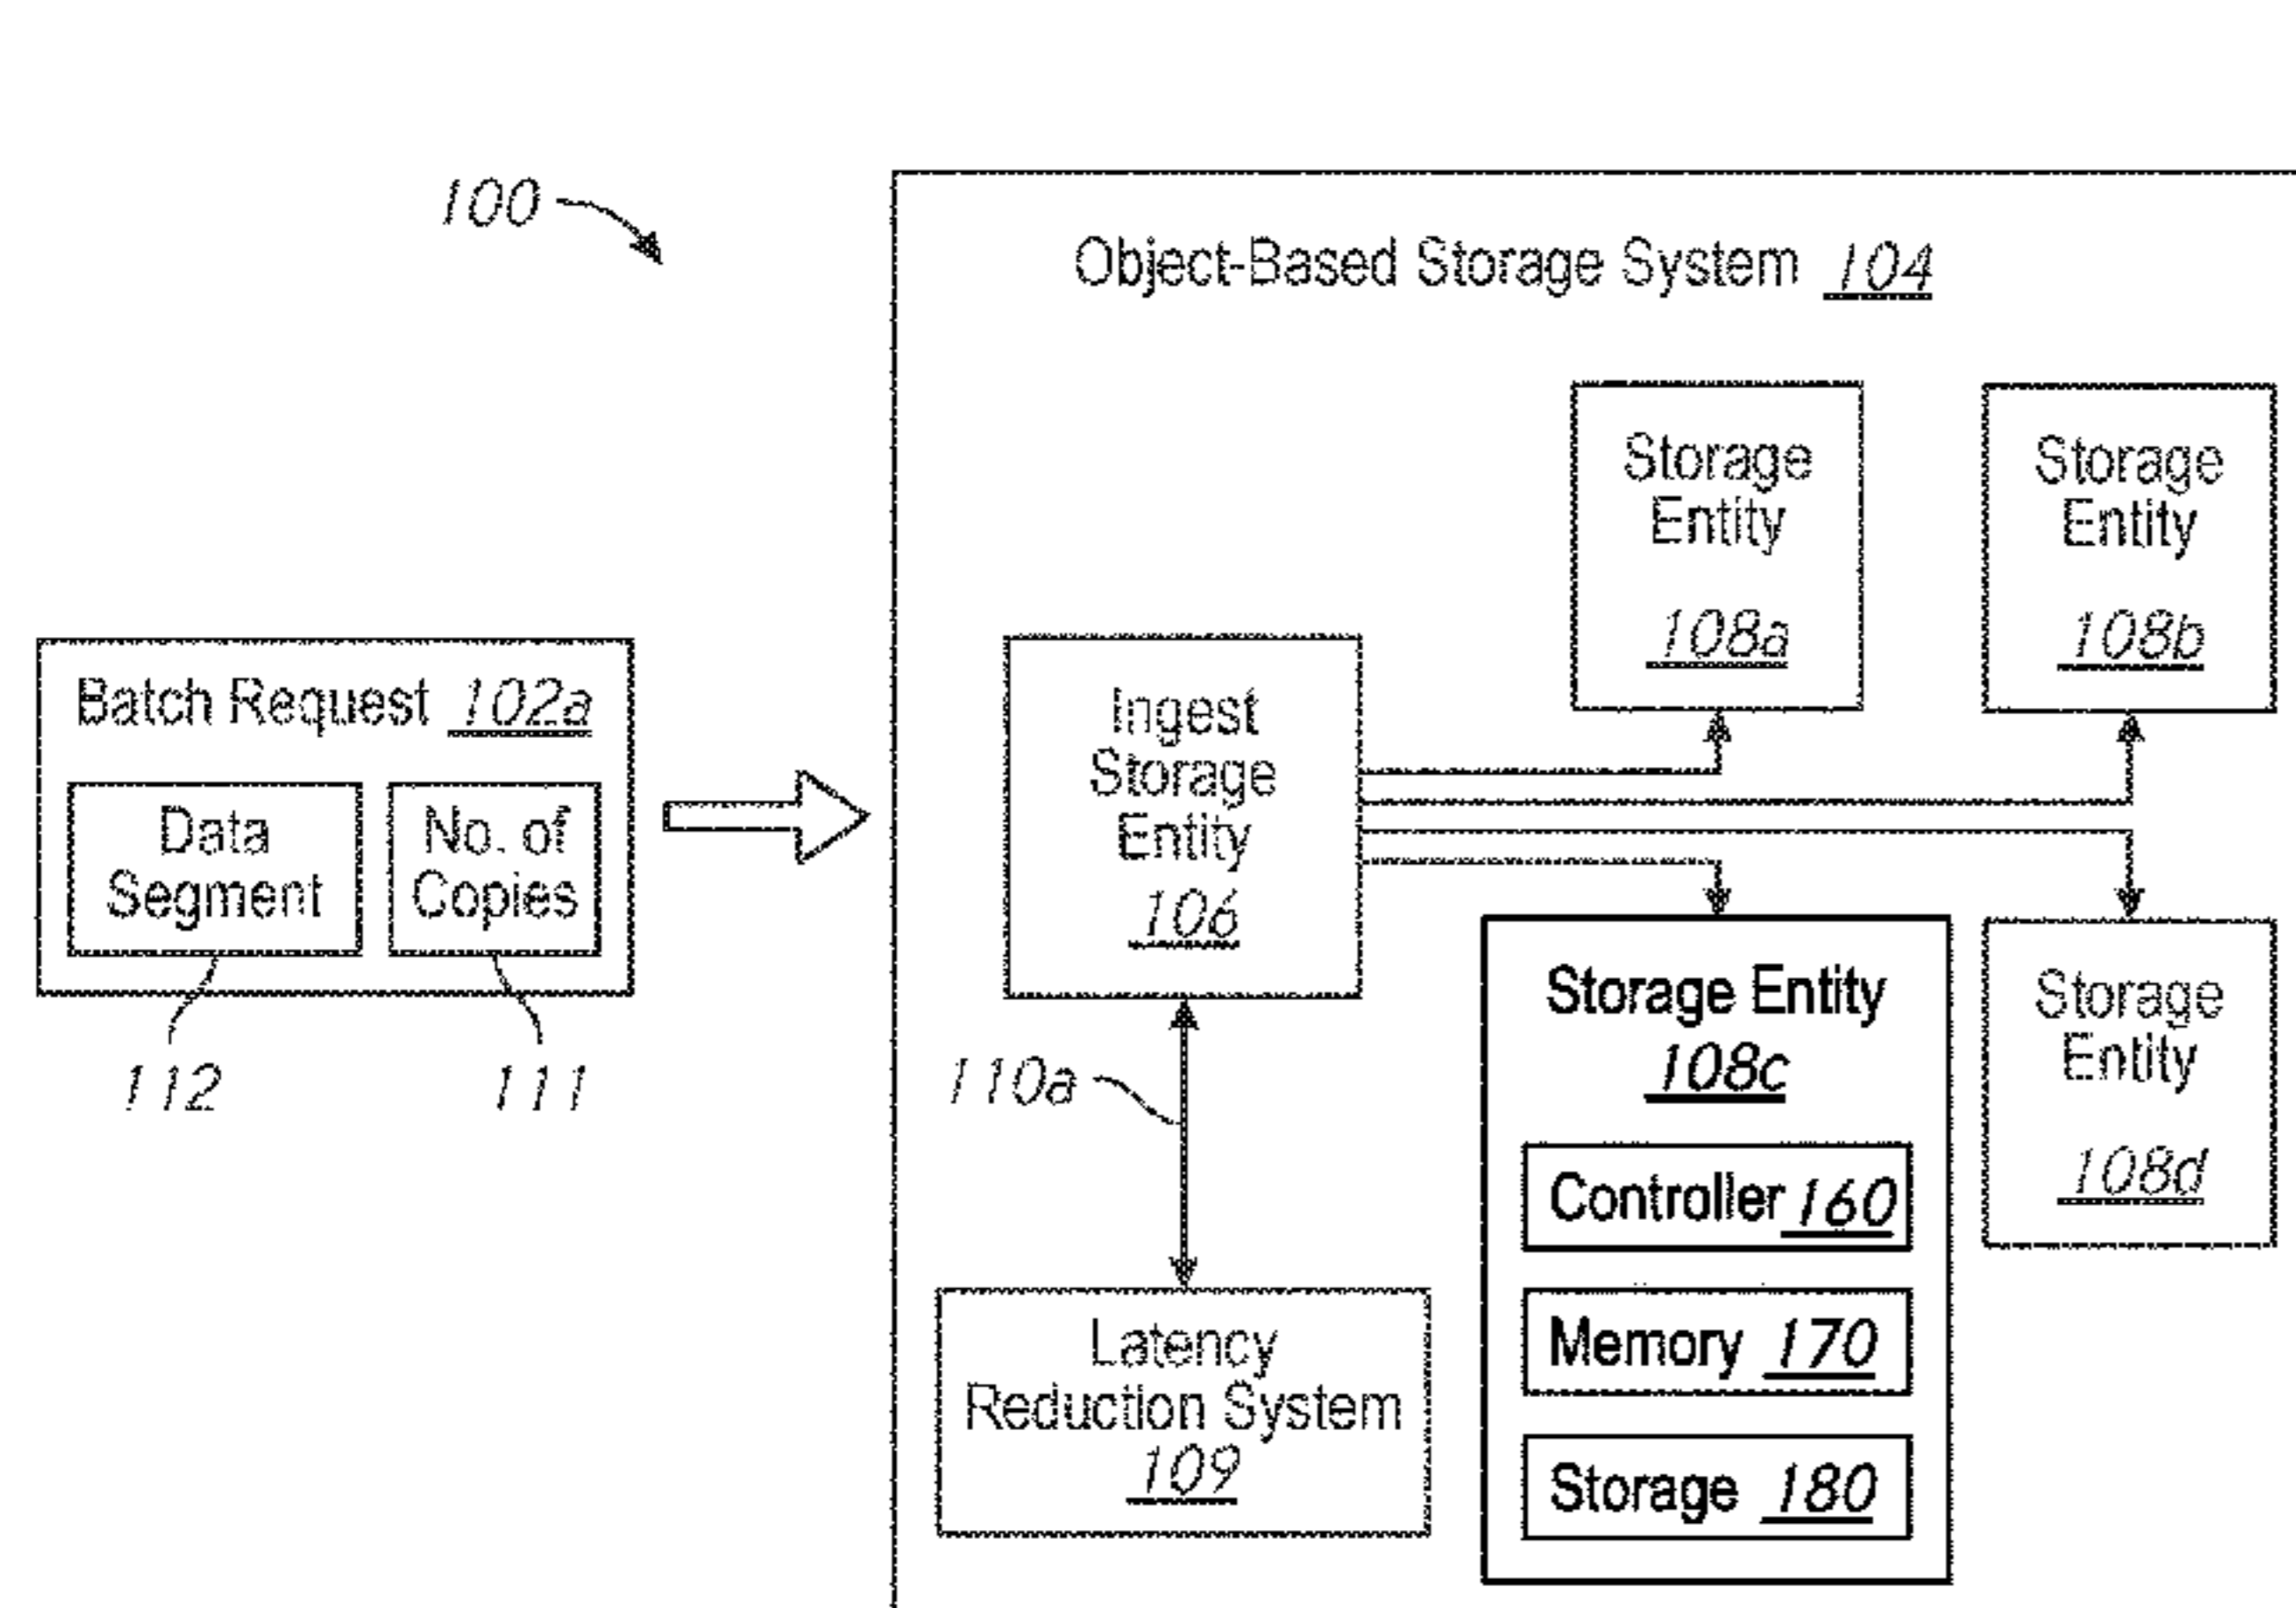 100
Object-Based Storage System 104
Storage
Entity
108a
Storage
Entity
108b
Batch Request 102a
Data
Segment
No. of
Copies
112
111
Ingest
Storage
Entity
106
110a
Storage Entity
108c
Controller 160
Memory 170
Storage 180
Storage
Entity
108d
Latency
Reduction System
109